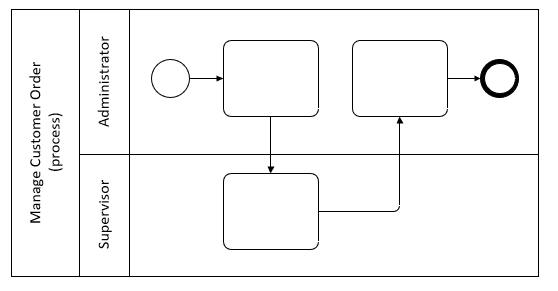 Manage Customer Order
(process)
Administrator
Supervisor